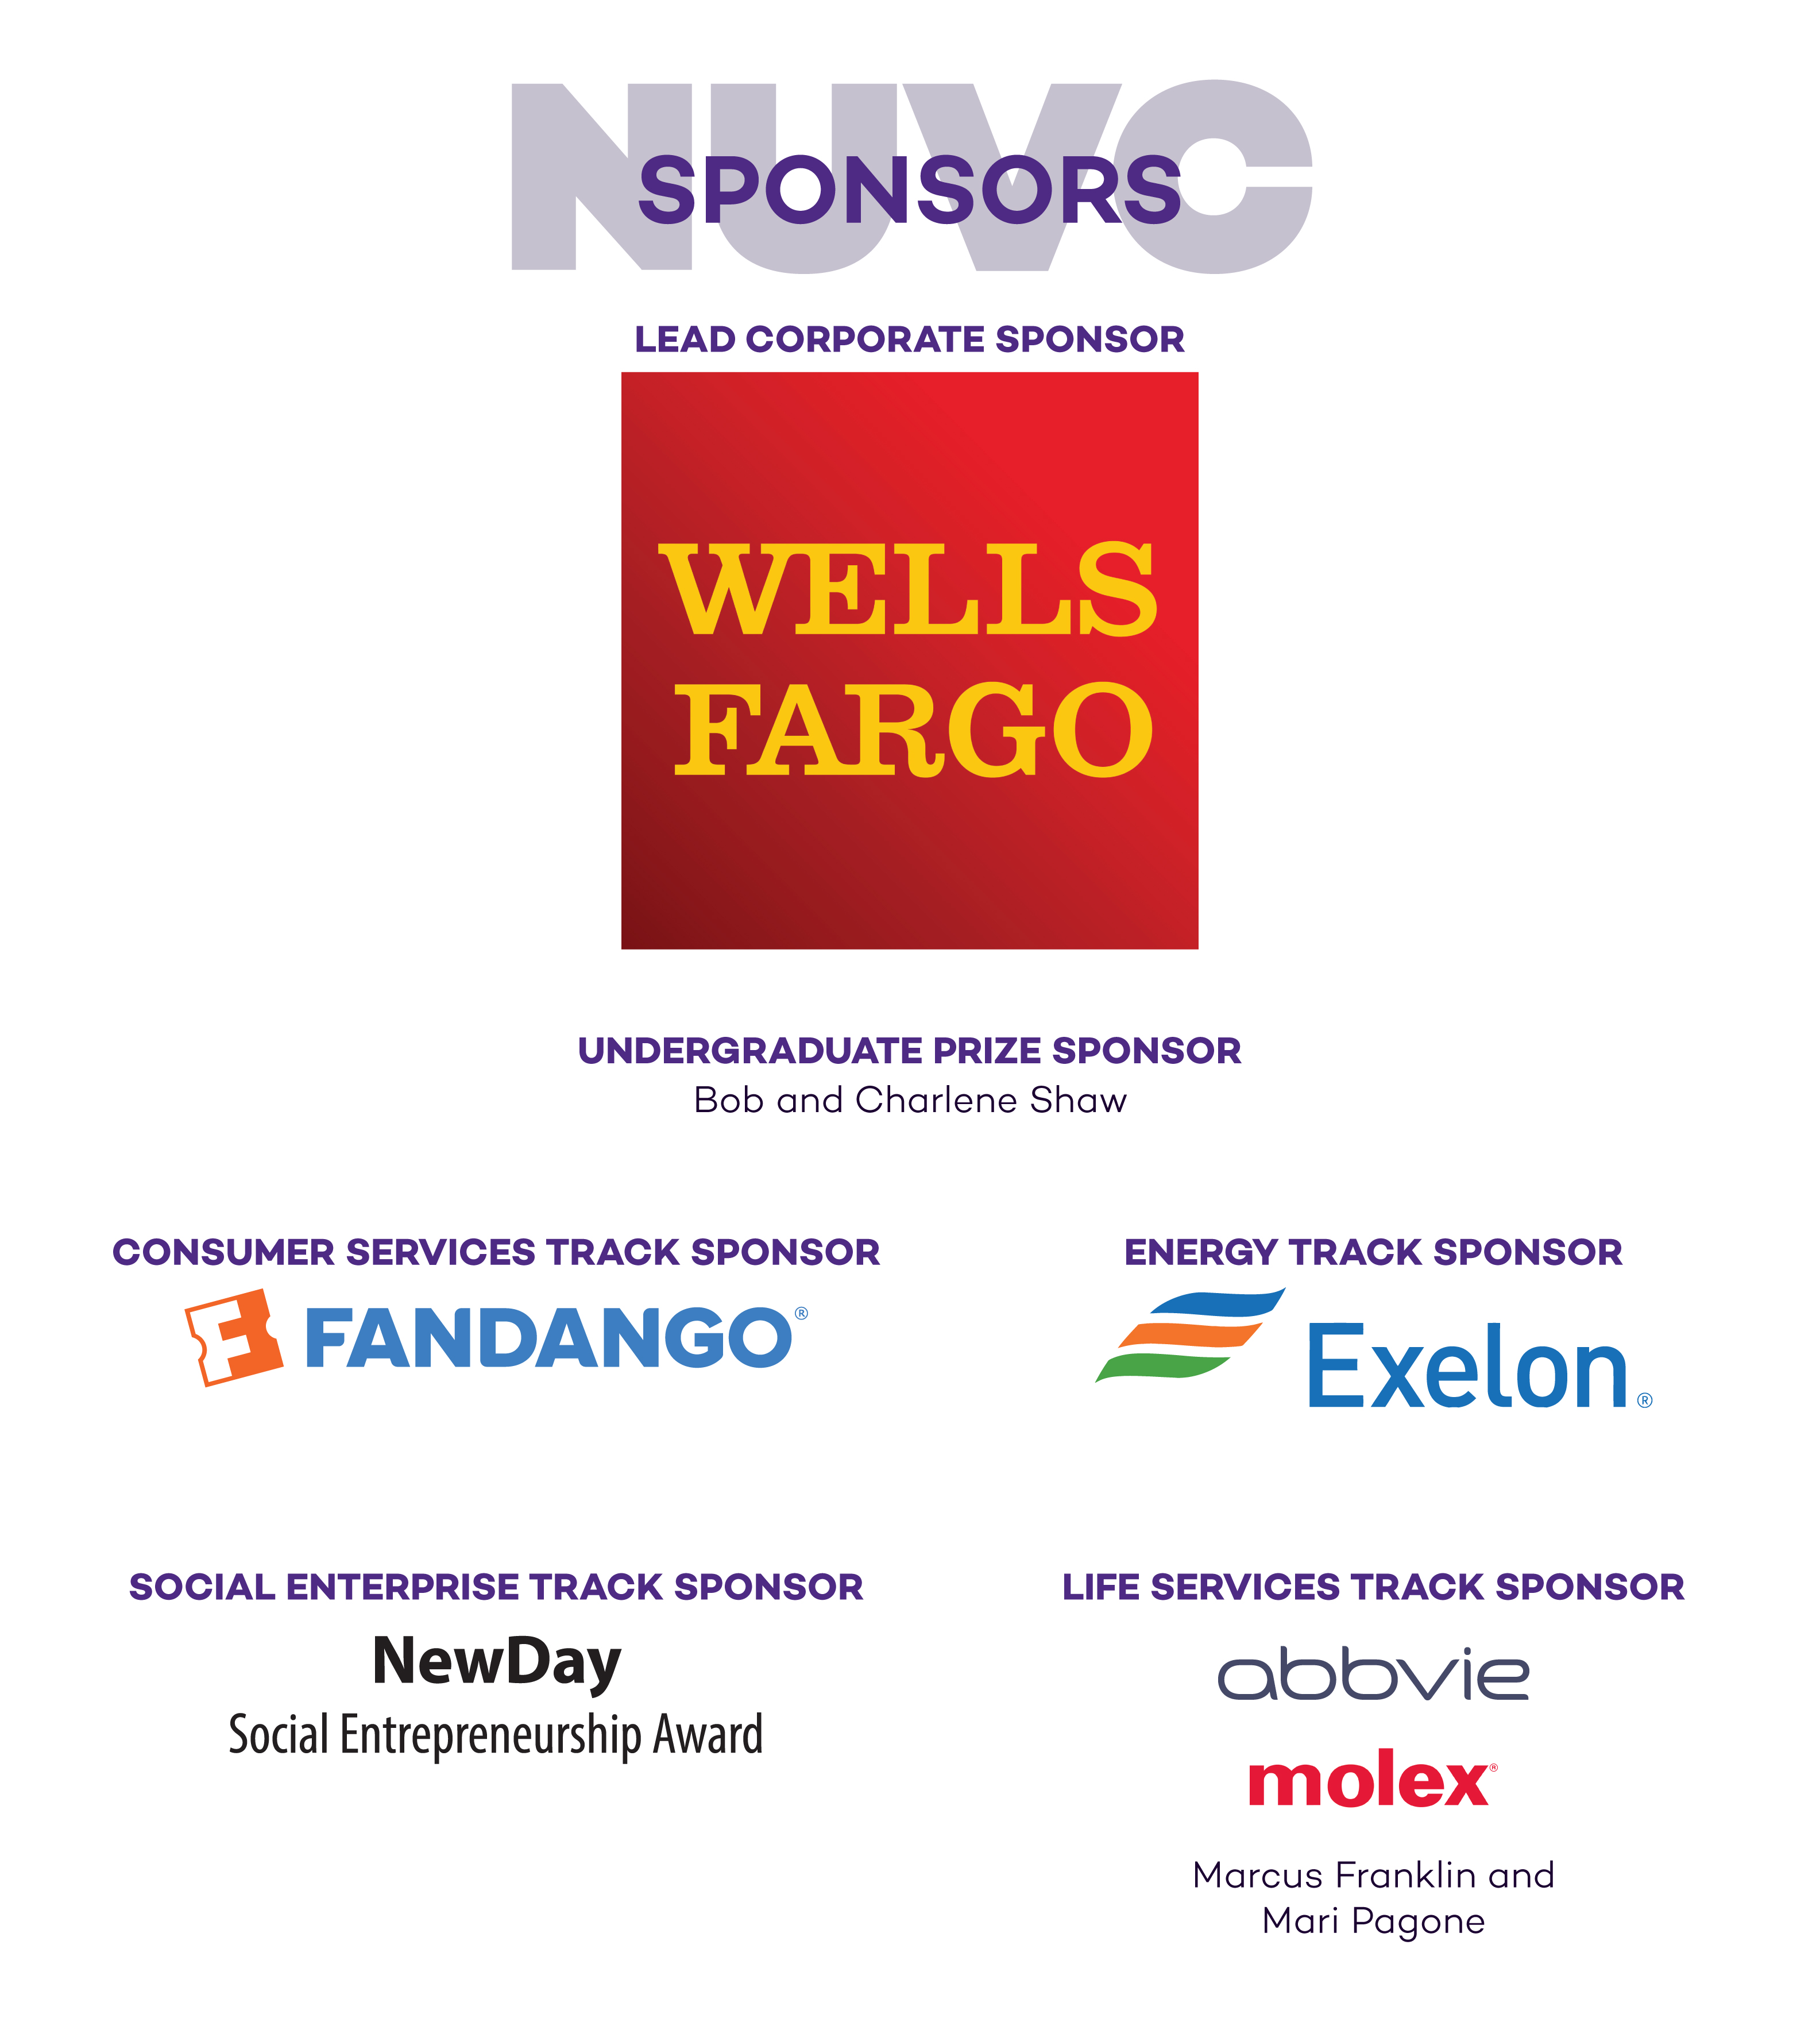 NUVC
SPONSORS
LEAD CORPORATE SPONSOR
WELLS
FARGO
UNDERGRADUATE PRIZE SPONSOR
Bob and Charlene Shaw
CONSUMER SERVICES TRACK SPONSOR
F FANDANGO®
ENERGY TRACK SPONSOR
Exelon®
SOCIAL ENTERPRISE TRACK SPONSOR
NewDay
Social Entrepreneurship Award
LIFE SERVICES TRACK SPONSOR
abbvie
molex®
Marcus Franklin and
Mari Pagone